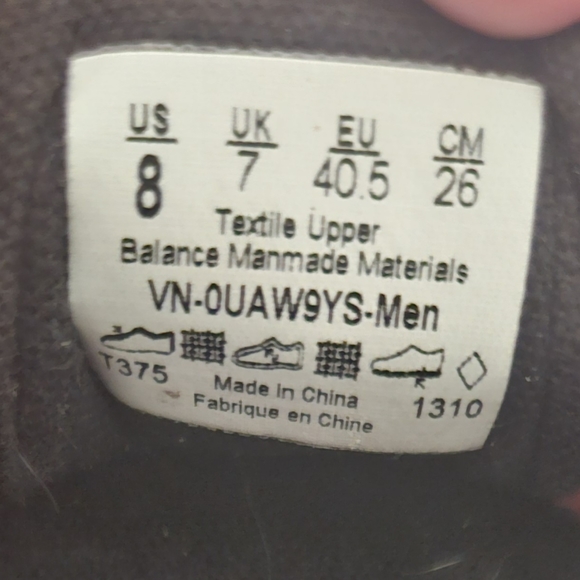 US UK EU CM
8 7 40.5 26
Textile Upper
Balance Manmade Materials
VN-0UAW9YS-Men
T375 Made In China 1310
Fabrique en Chine